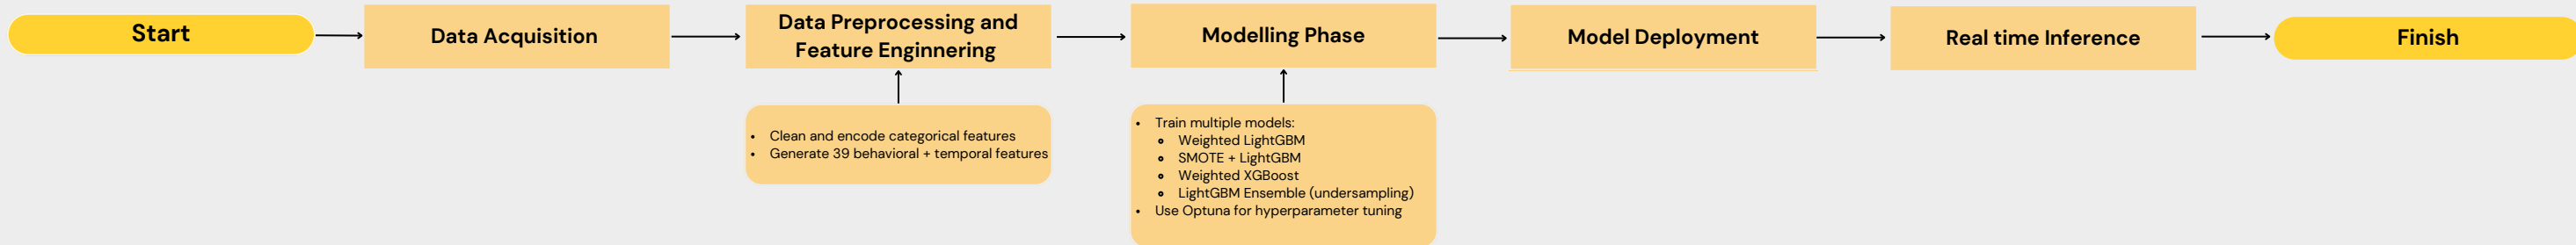 Start
Data Acquisition
Data Preprocessing and
Feature Enginnering
Modelling Phase
Model Deployment
Real time Inference
Finish
• Clean and encode categorical features
• Generate 39 behavioral + temporal features
• Train multiple models:
Weighted LightGBM
SMOTE + LightGBM
Weighted XGBoost
LightGBM Ensemble (undersampling)
• Use Optuna for hyperparameter tuning